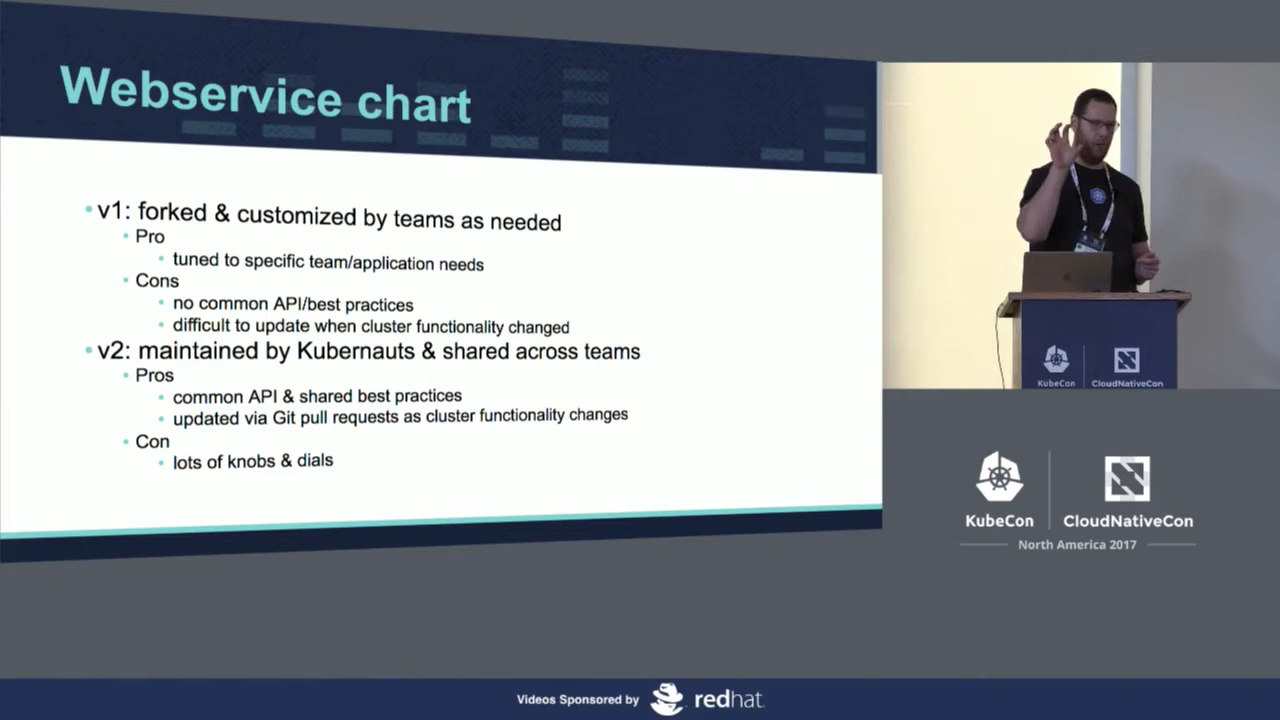 Webservice chart
• v1: forked & customized by teams as needed
• Pro
• tuned to specific team/application needs
• Cons
• no common API/best practices
• difficult to update when cluster functionality changed
• v2: maintained by Kubernauts & shared across teams
• Pros
• common API & shared best practices
• updated via Git pull requests as cluster functionality changes
• Con
• lots of knobs & dials
KubeCon
CloudNativeCon
KubeCon
CloudNativeCon
North America 2017
Videos Sponsored by
redhat